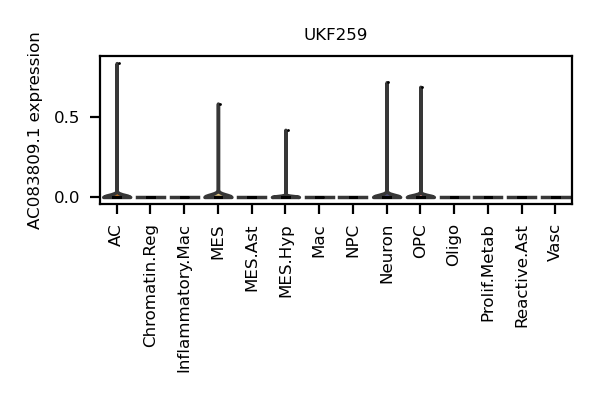 UKF259
AC083809.1 expression
0.5
0.0
AC
Chromatin.Reg
Inflammatory.Mac
MES
MES.Ast
MES.Hyp
Mac
NPC
Neuron
OPC
Oligo
Prolif.Metab
Reactive.Ast
Vasc